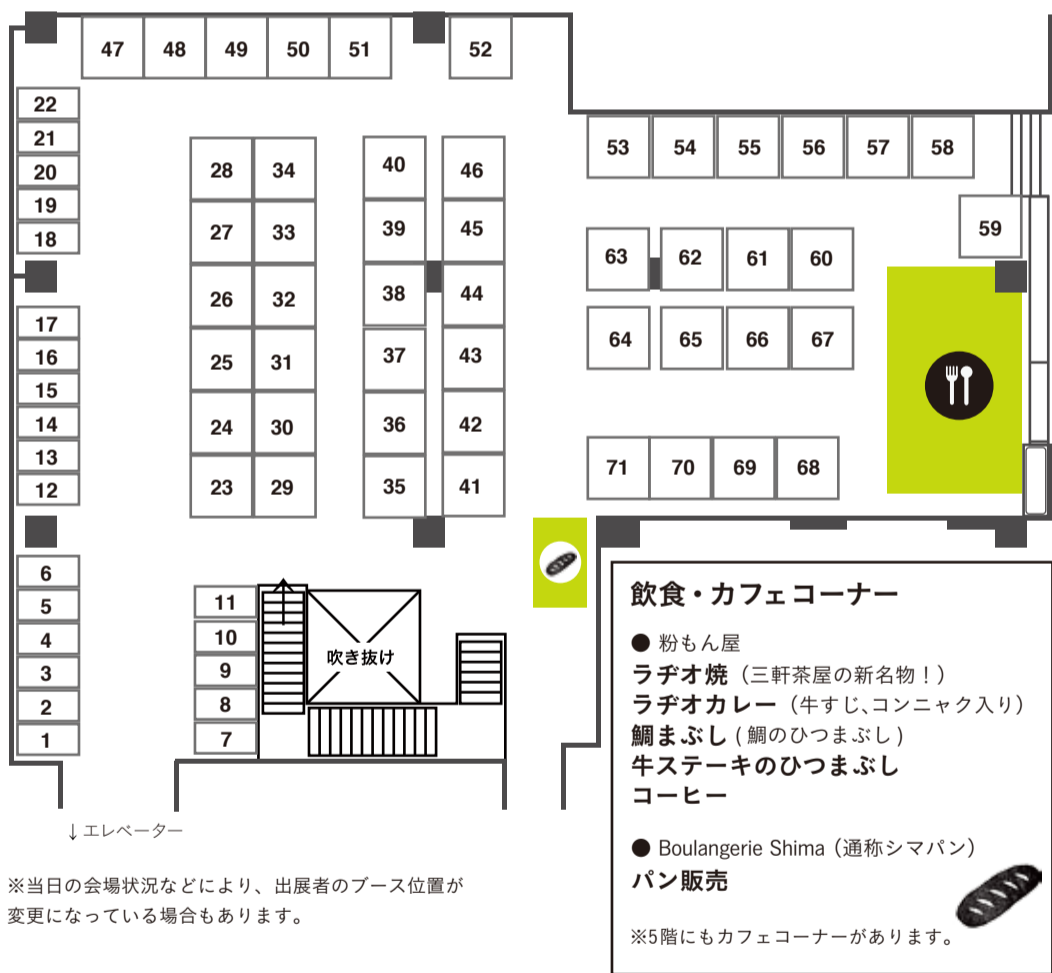 47 48 49 50 51 52
22
21
20
19
18
17
16
15
14
13
12
6
5
4
3
2
1
28 34
27 33
26 32
25 31
24 30
23 29
40 46
39 45
38 44
37 43
36 42
35 41
53 54 55 56 57 58
59
63 62 61 60
64 65 66 67
71 70 69 68
11
10
9
8
7
吹き抜け
↓エレベーター
※当日の会場状況などにより、出展者のブース位置が
変更になっている場合もあります。
飲食・カフェコーナー
● 粉もん屋
ラヂオ焼（三軒茶屋の新名物！）
ラヂオカレー（牛すじ、コンニャク入り）
鯛まぶし(鯛のひつまぶし)
牛ステーキのひつまぶし
コーヒー
● Boulangerie Shima（通称シマパン）
パン販売
※5階にもカフェコーナーがあります。